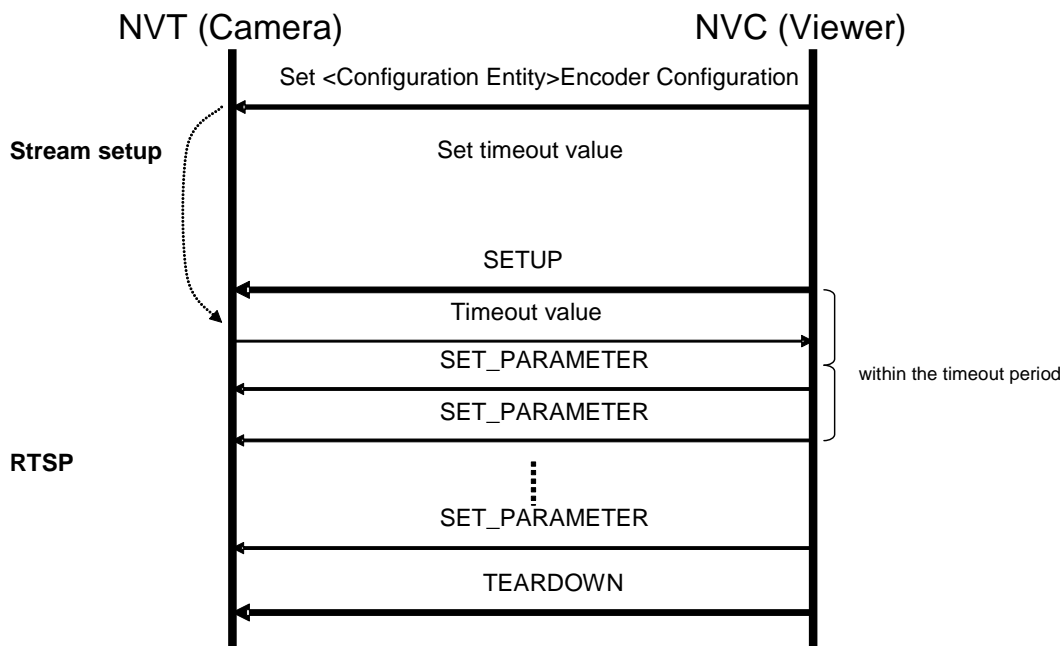 NVT (Camera)
NVC (Viewer)
Set <Configuration Entity>Encoder Configuration
Stream setup
Set timeout value
SETUP
Timeout value
SET_PARAMETER
within the timeout period
SET_PARAMETER
RTSP
SET_PARAMETER
TEARDOWN